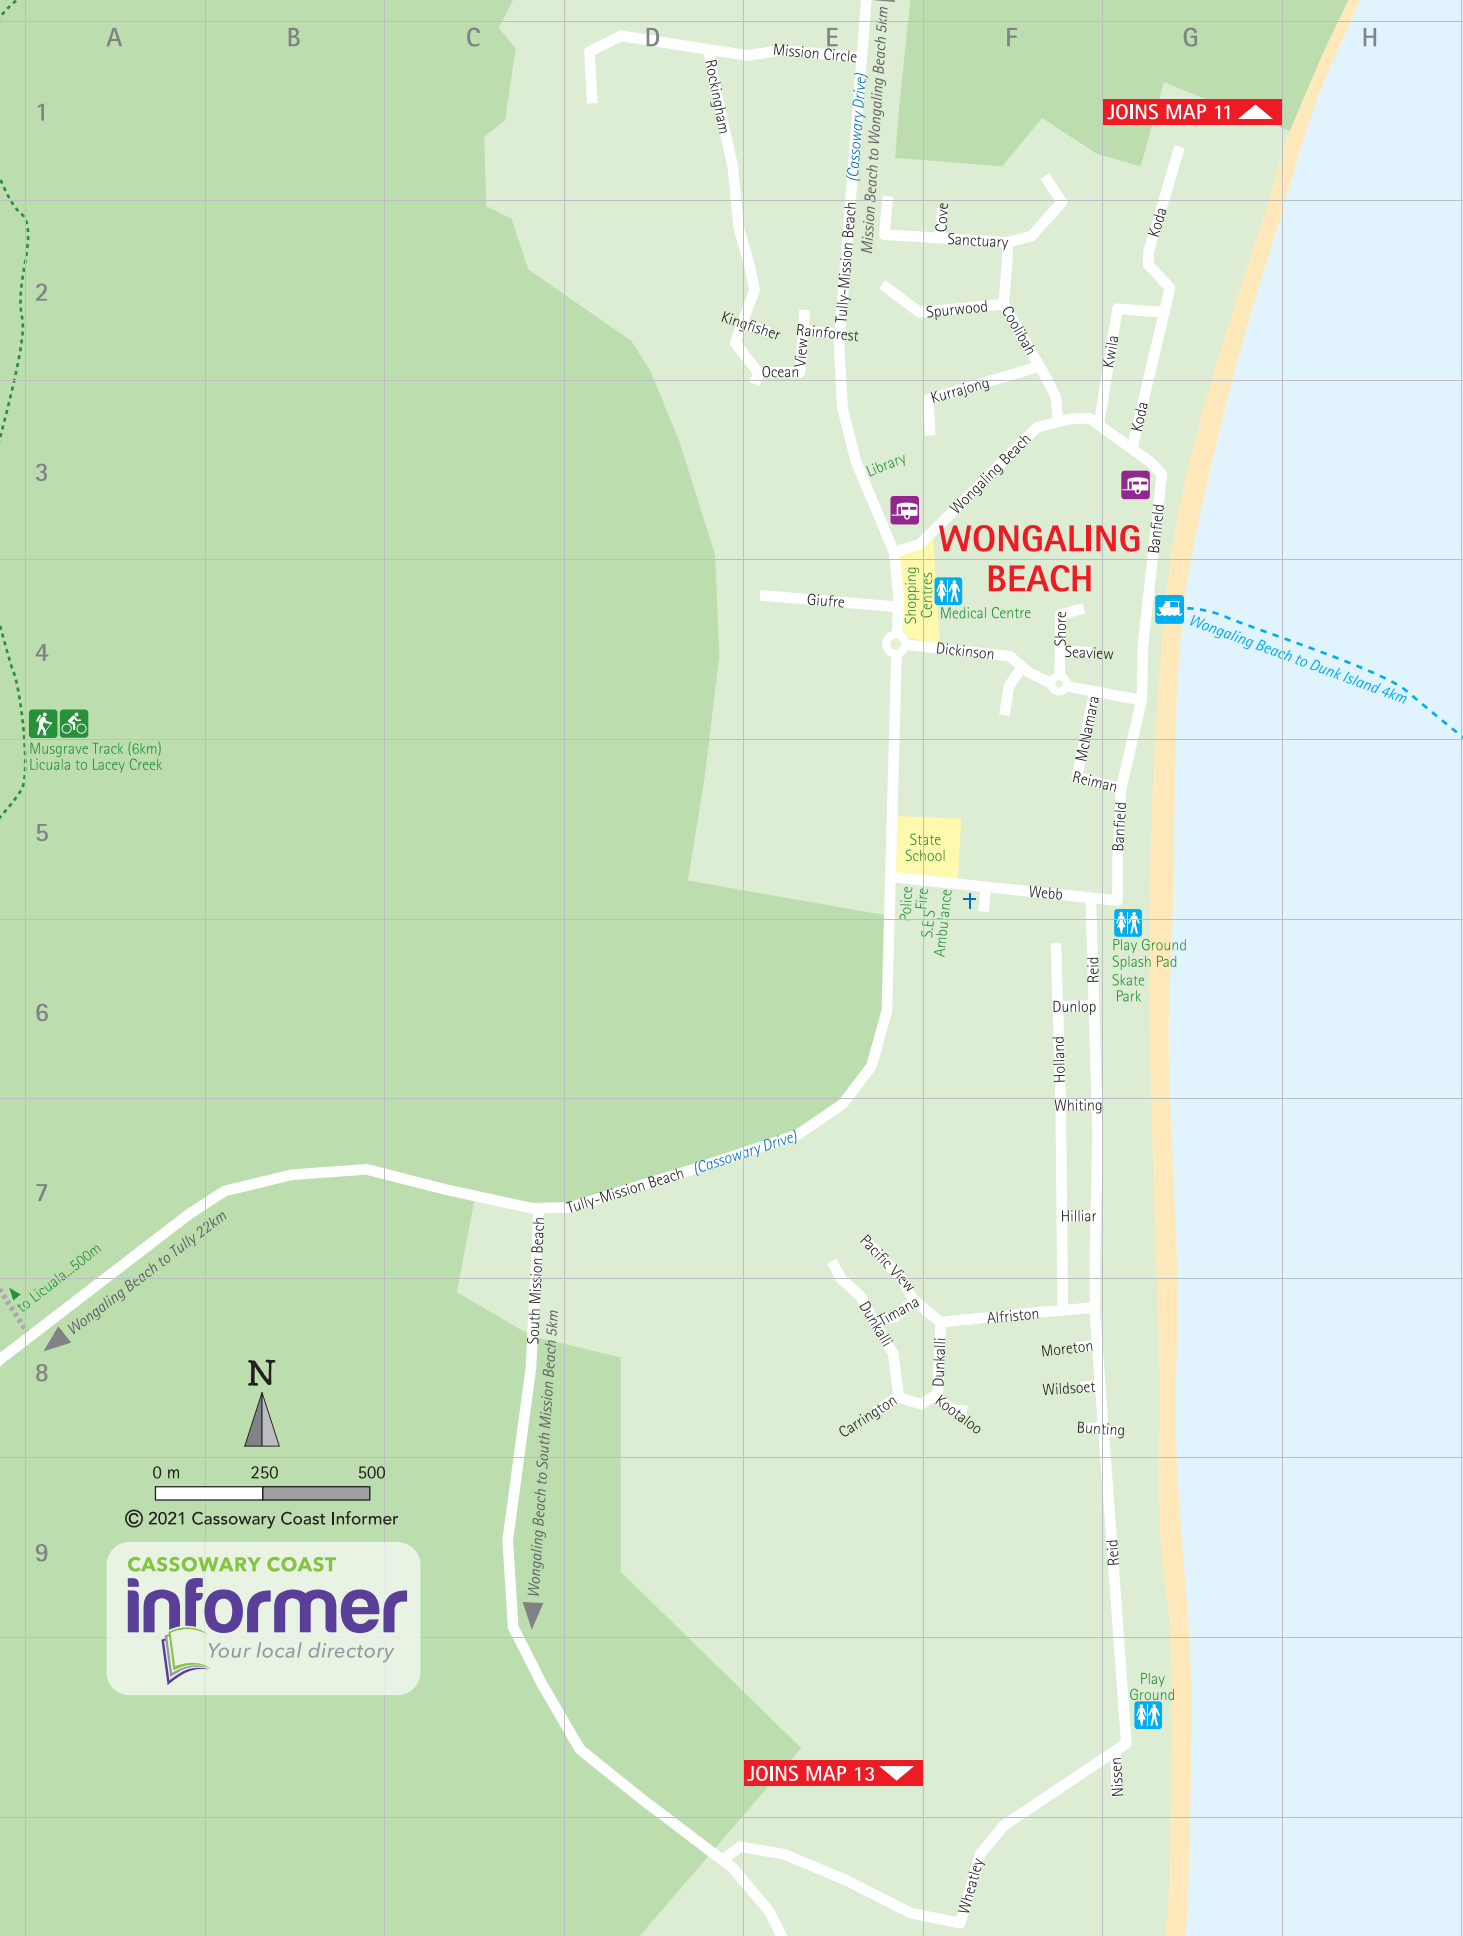 A
B
C
D
E
F
G
H
1
2
3
4
5
6
7
8
9
JOINS MAP 11
Mission Circle
Rockingham
(Cassowary Drive)
Mission Beach to Wongaling Beach 5km
Tully-Mission Beach
Cove
Sanctuary
Koda
Spurwood
Coolibah
Kingfisher
Rainforest
View
Ocean
Kwila
Kurrajong
Koda
Library
Wongaling Beach
Banfield
WONGALING
BEACH
Shopping
Centres
Giufre
Medical Centre
Shore
Dickinson
Seaview
Wongaling Beach to Dunk Island 4km
McNamara
Musgrave Track (6km)
Licuala to Lacey Creek
Reiman
Banfield
State
School
Webb
Police
Fire
S.E.S
Ambulance
Play Ground
Splash Pad
Skate
Park
Reid
Dunlop
Holland
Whiting
Tully-Mission Beach
(Cassowary Drive)
Hilliar
South Mission Beach
Wongaling Beach to Tully 22km
to Licuala...500m
Pacific View
Timana
Dunkalli
Alfriston
Dunkalli
Moreton
Wildsoet
Carrington
Kootaloo
Bunting
Wongaling Beach to South Mission Beach 5km
N
0 m
250
500
© 2021 Cassowary Coast Informer
CASSOWARY COAST
informer
Your local directory
Reid
Play
Ground
JOINS MAP 13
Nissen
Wheatley